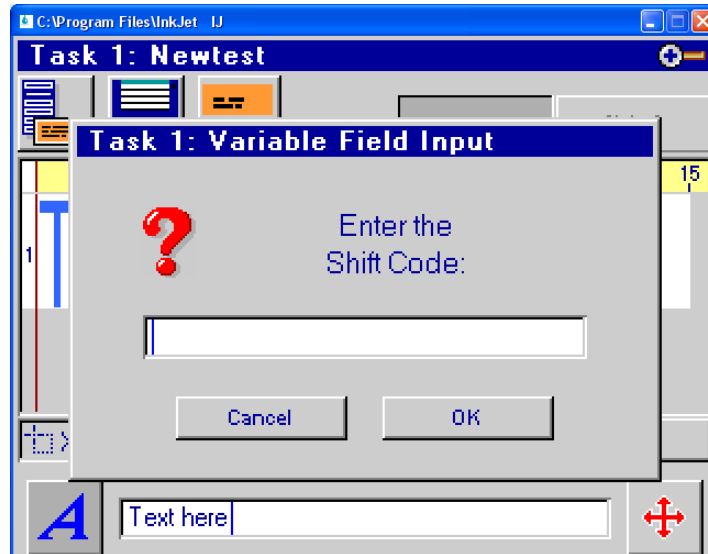 C:\Program Files\InkJet IJ
Task 1: Newtest
Task 1: Variable Field Input
15
1
Enter the
Shift Code:
Cancel
OK
A
Text here